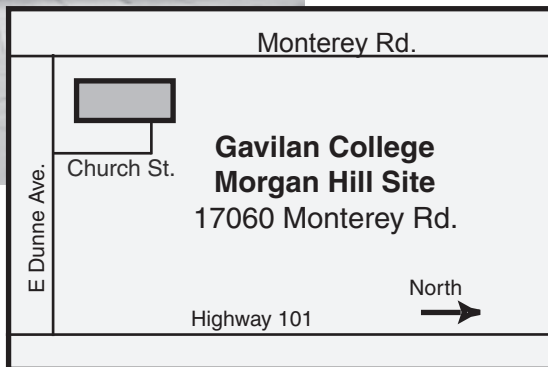 Monterey Rd.
Church St.
E Dunne Ave.
Gavilan College
Morgan Hill Site
17060 Monterey Rd.
North
Highway 101